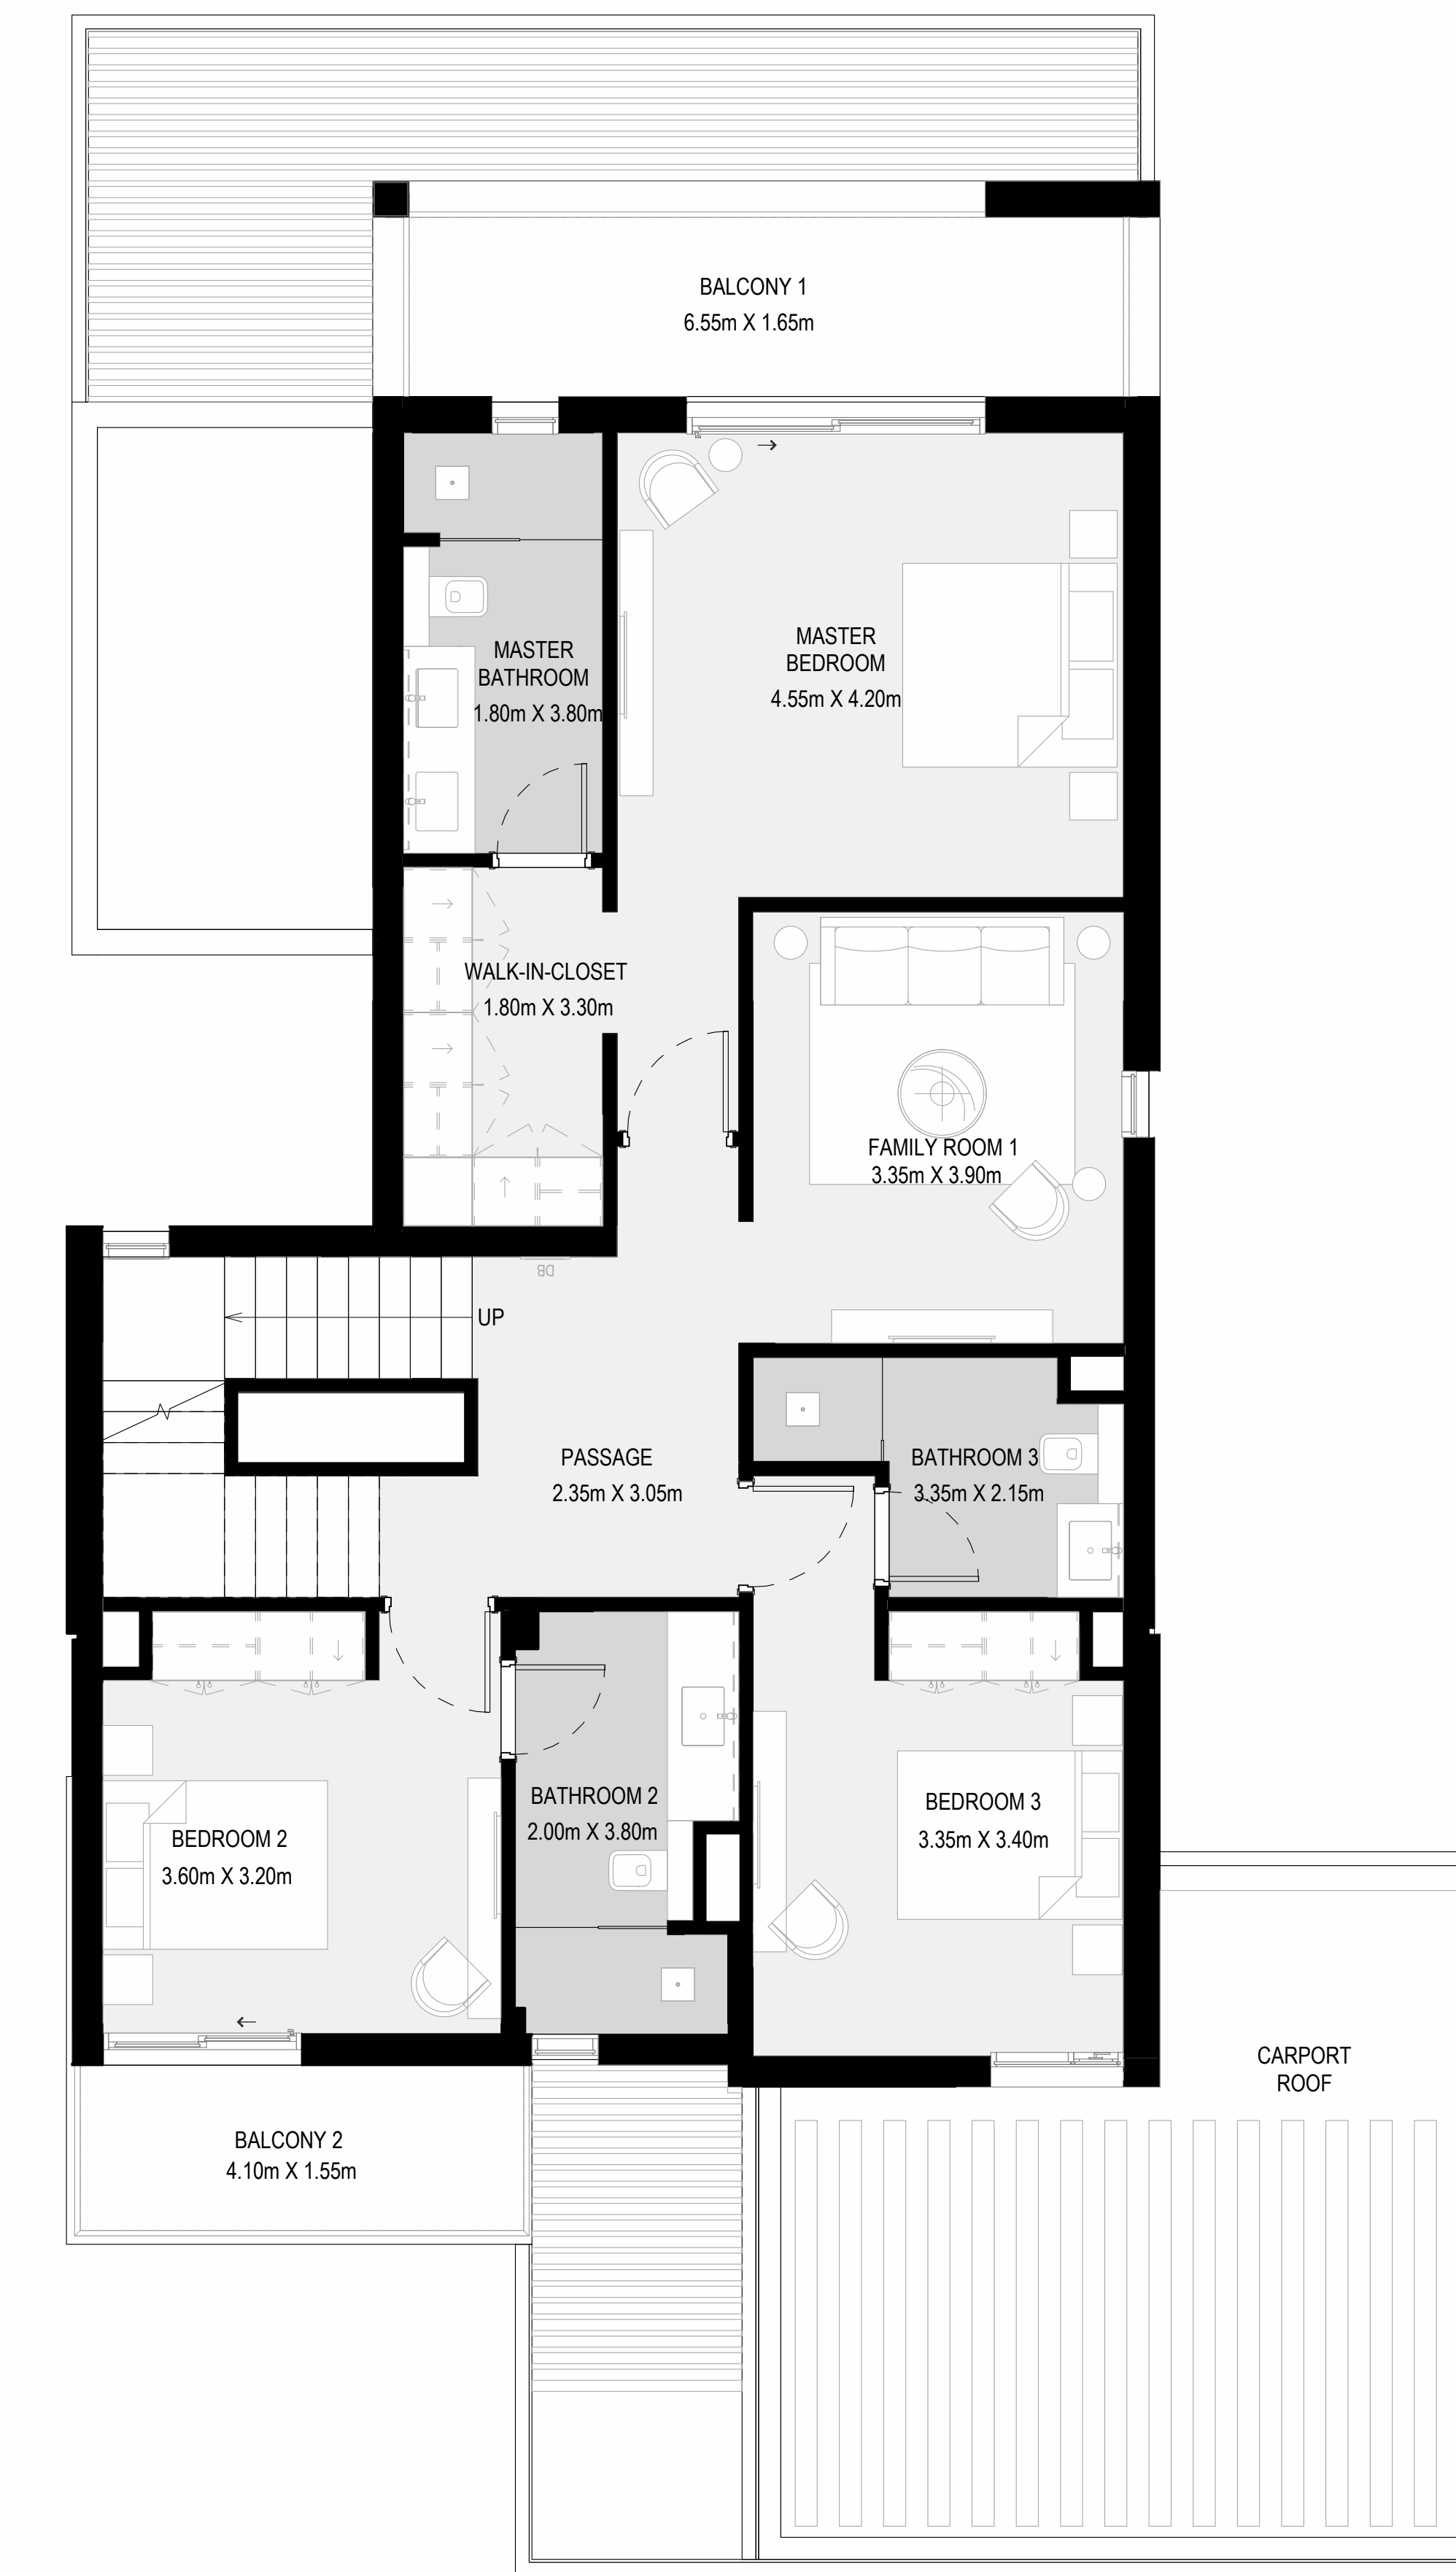 BALCONY 1
6.55m X 1.65m
MASTER
BATHROOM
1.80m X 3.80m
MASTER
BEDROOM
4.55m X 4.20m
WALK-IN-CLOSET
1.80m X 3.30m
FAMILY ROOM 1
3.35m X 3.90m
DB
UP
PASSAGE
2.35m X 3.05m
BATHROOM 3
3.35m X 2.15m
BEDROOM 2
3.60m X 3.20m
BATHROOM 2
2.00m X 3.80m
BEDROOM 3
3.35m X 3.40m
CARPORT
ROOF
BALCONY 2
4.10m X 1.55m